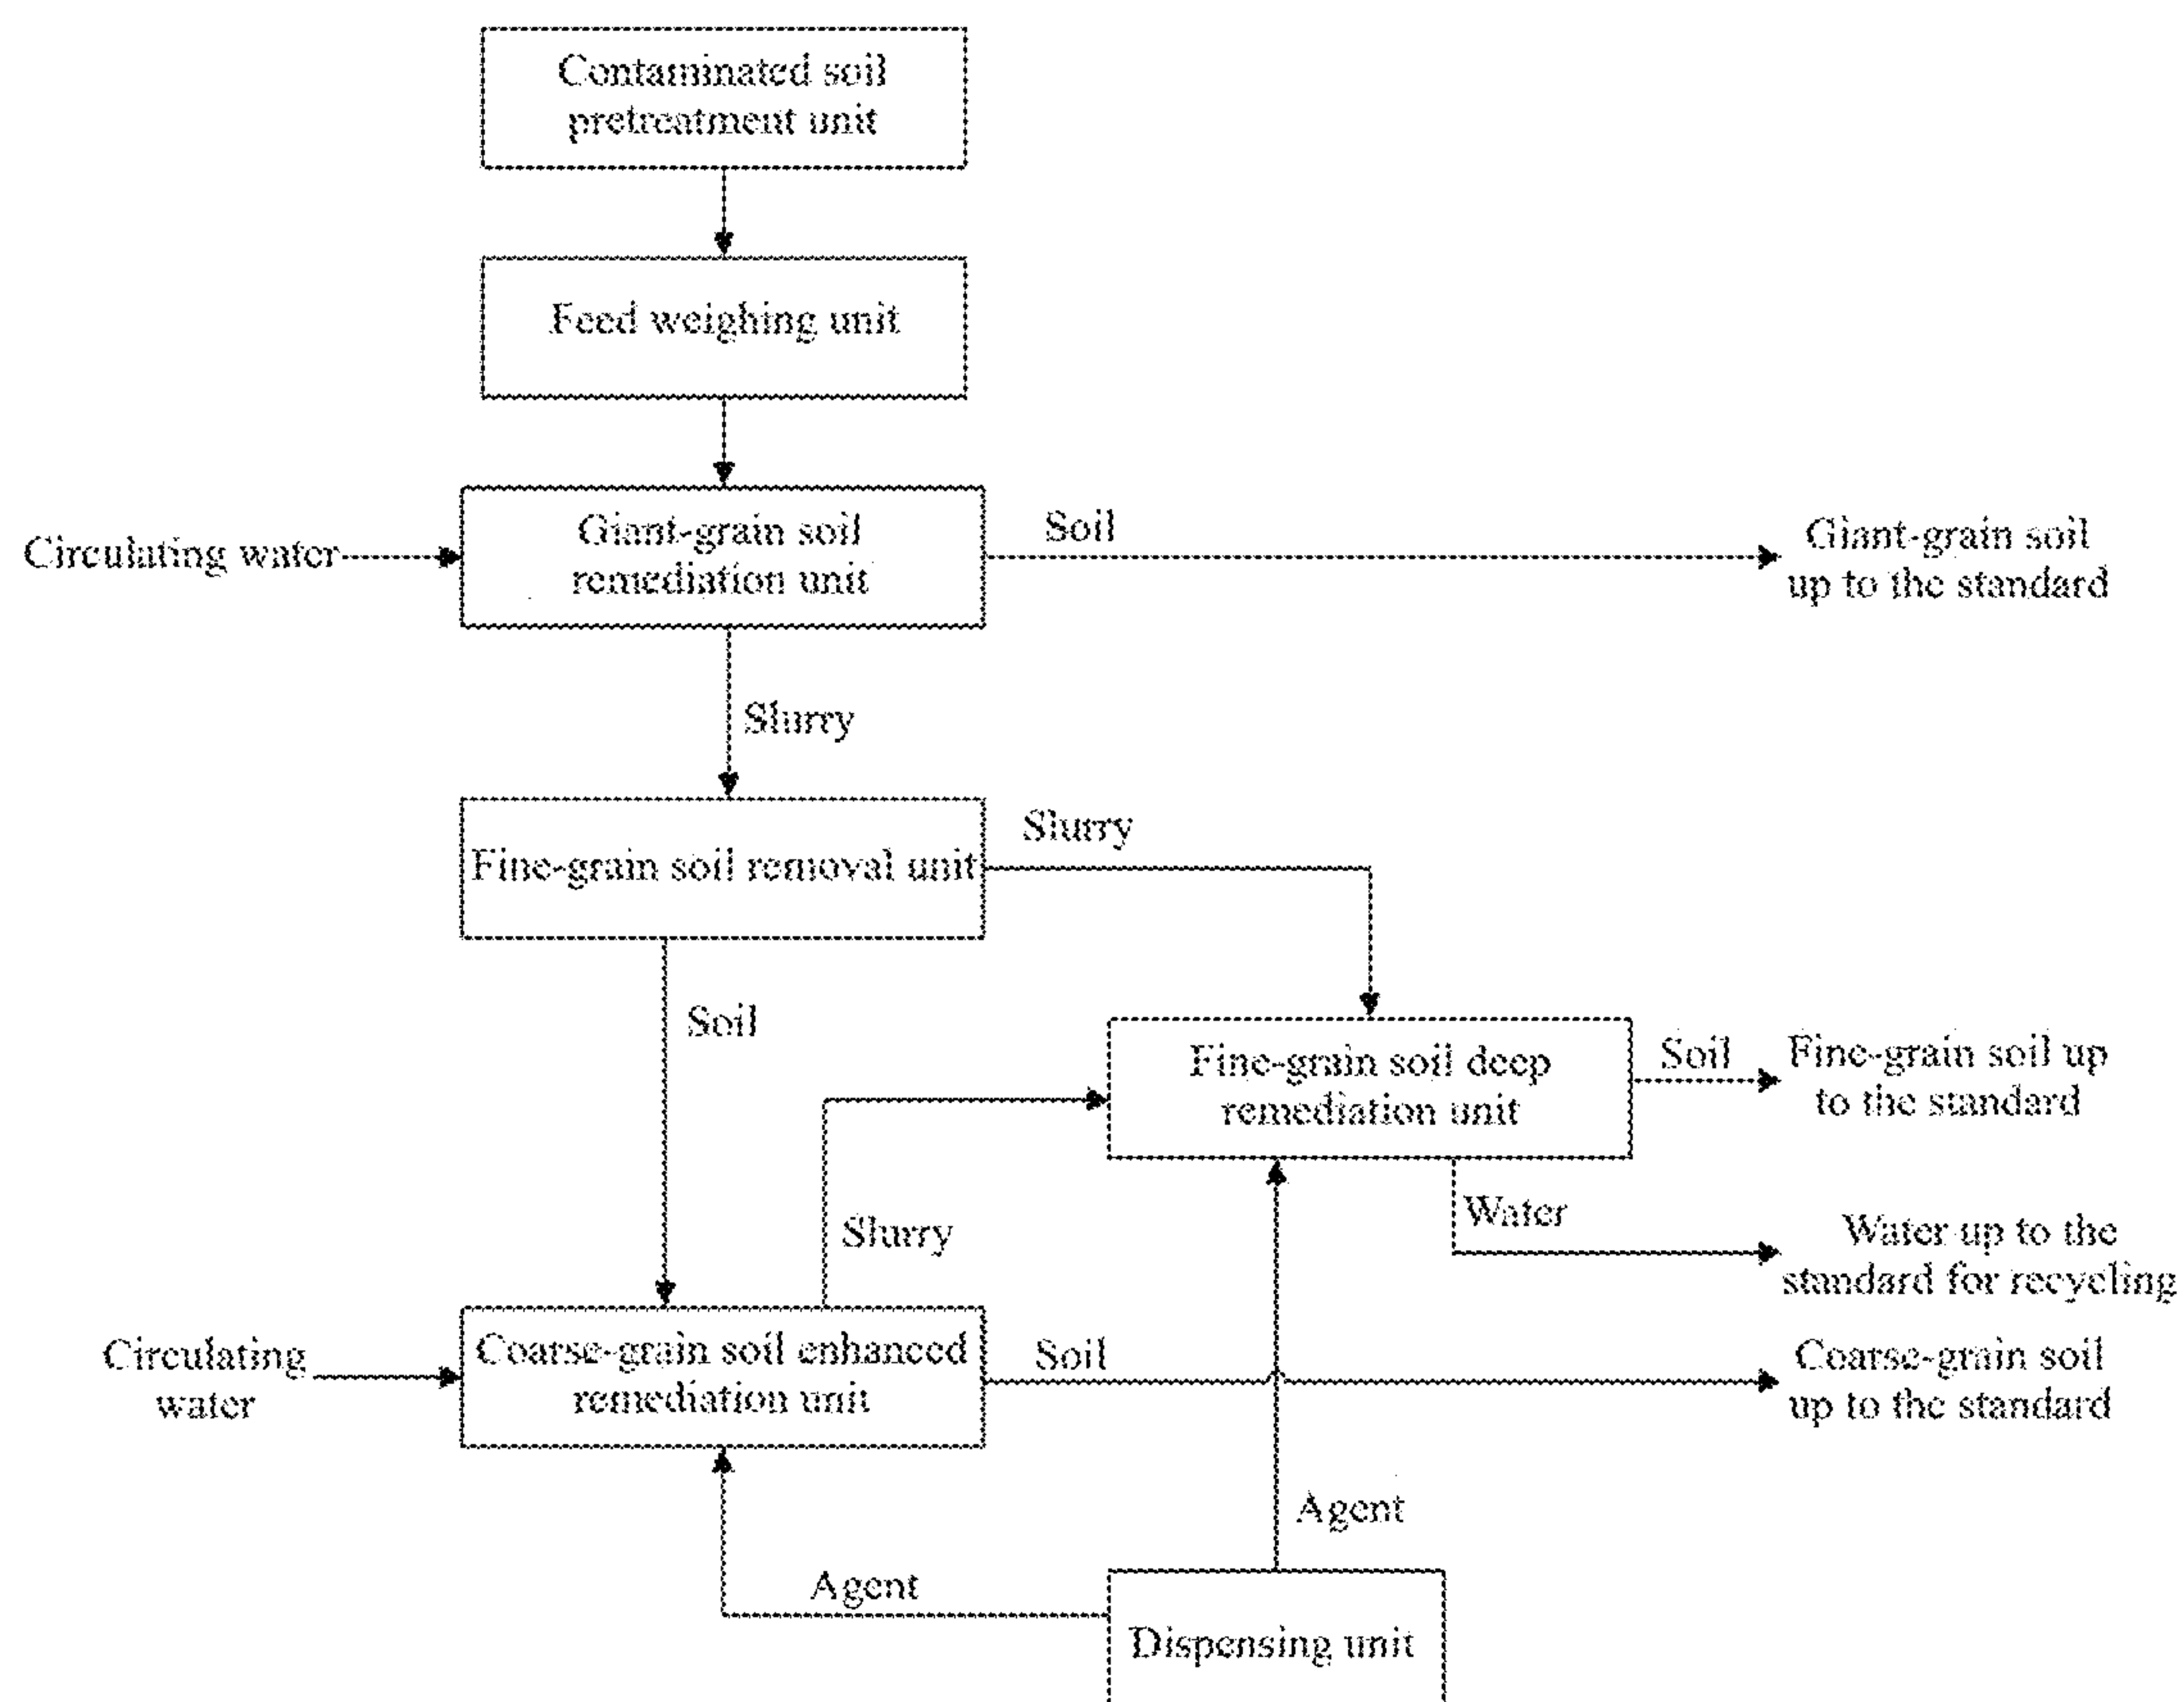 Contaminated soil
pretreatment unit
Feed weighing unit
Circulating water
Giant-grain soil
remediation unit
Soil
Giant-grain soil
up to the standard
Slurry
Fine-grain soil removal unit
Slurry
Soil
Fine-grain soil deep
remediation unit
Soil
Fine-grain soil up
to the standard
Slurry
Water
Water up to the
standard for recycling
Circulating
water
Coarse-grain soil enhanced
remediation unit
Soil
Coarse-grain soil
up to the standard
Agent
Agent
Dispensing unit